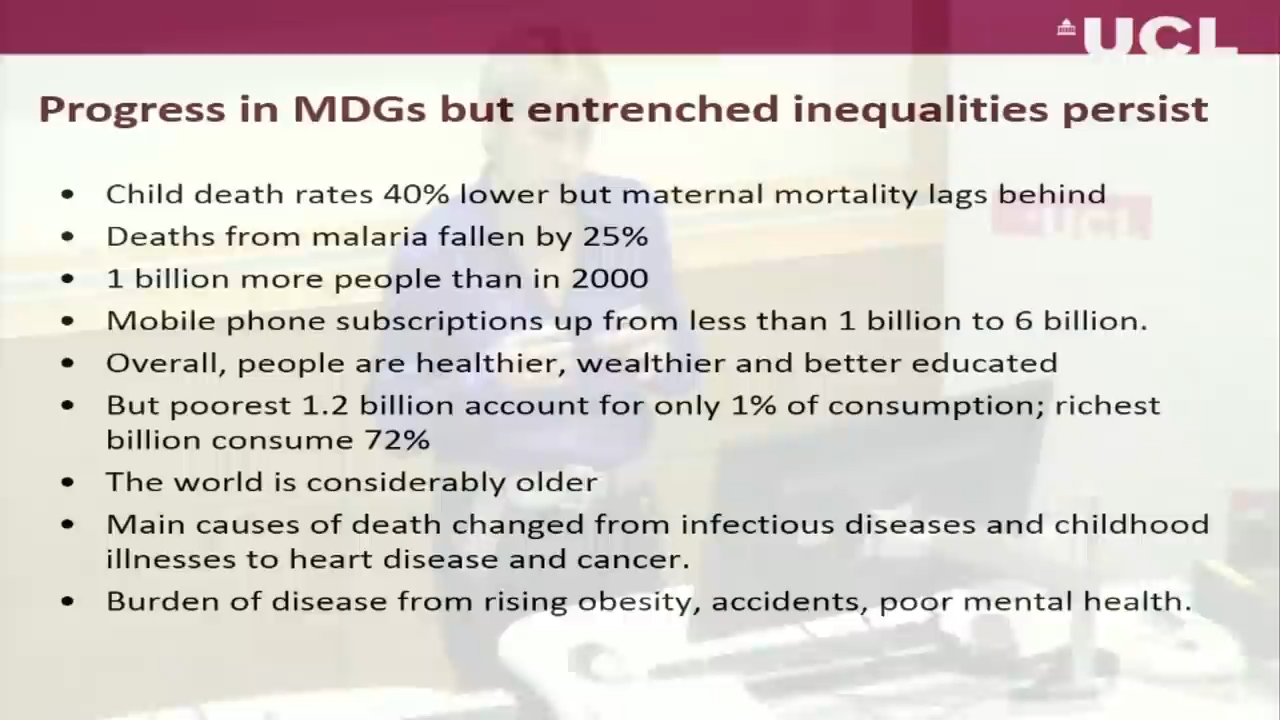 UCL
Progress in MDGs but entrenched inequalities persist
• Child death rates 40% lower but maternal mortality lags behind
• Deaths from malaria fallen by 25%
• 1 billion more people than in 2000
• Mobile phone subscriptions up from less than 1 billion to 6 billion.
• Overall, people are healthier, wealthier and better educated
• But poorest 1.2 billion account for only 1% of consumption; richest
billion consume 72%
• The world is considerably older
• Main causes of death changed from infectious diseases and childhood
illnesses to heart disease and cancer.
• Burden of disease from rising obesity, accidents, poor mental health.
UCL